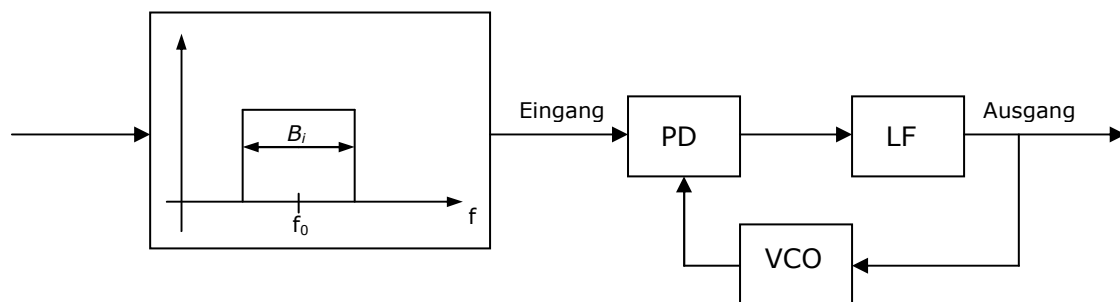 B_i
f_0
f
Eingang
PD
LF
Ausgang
VCO